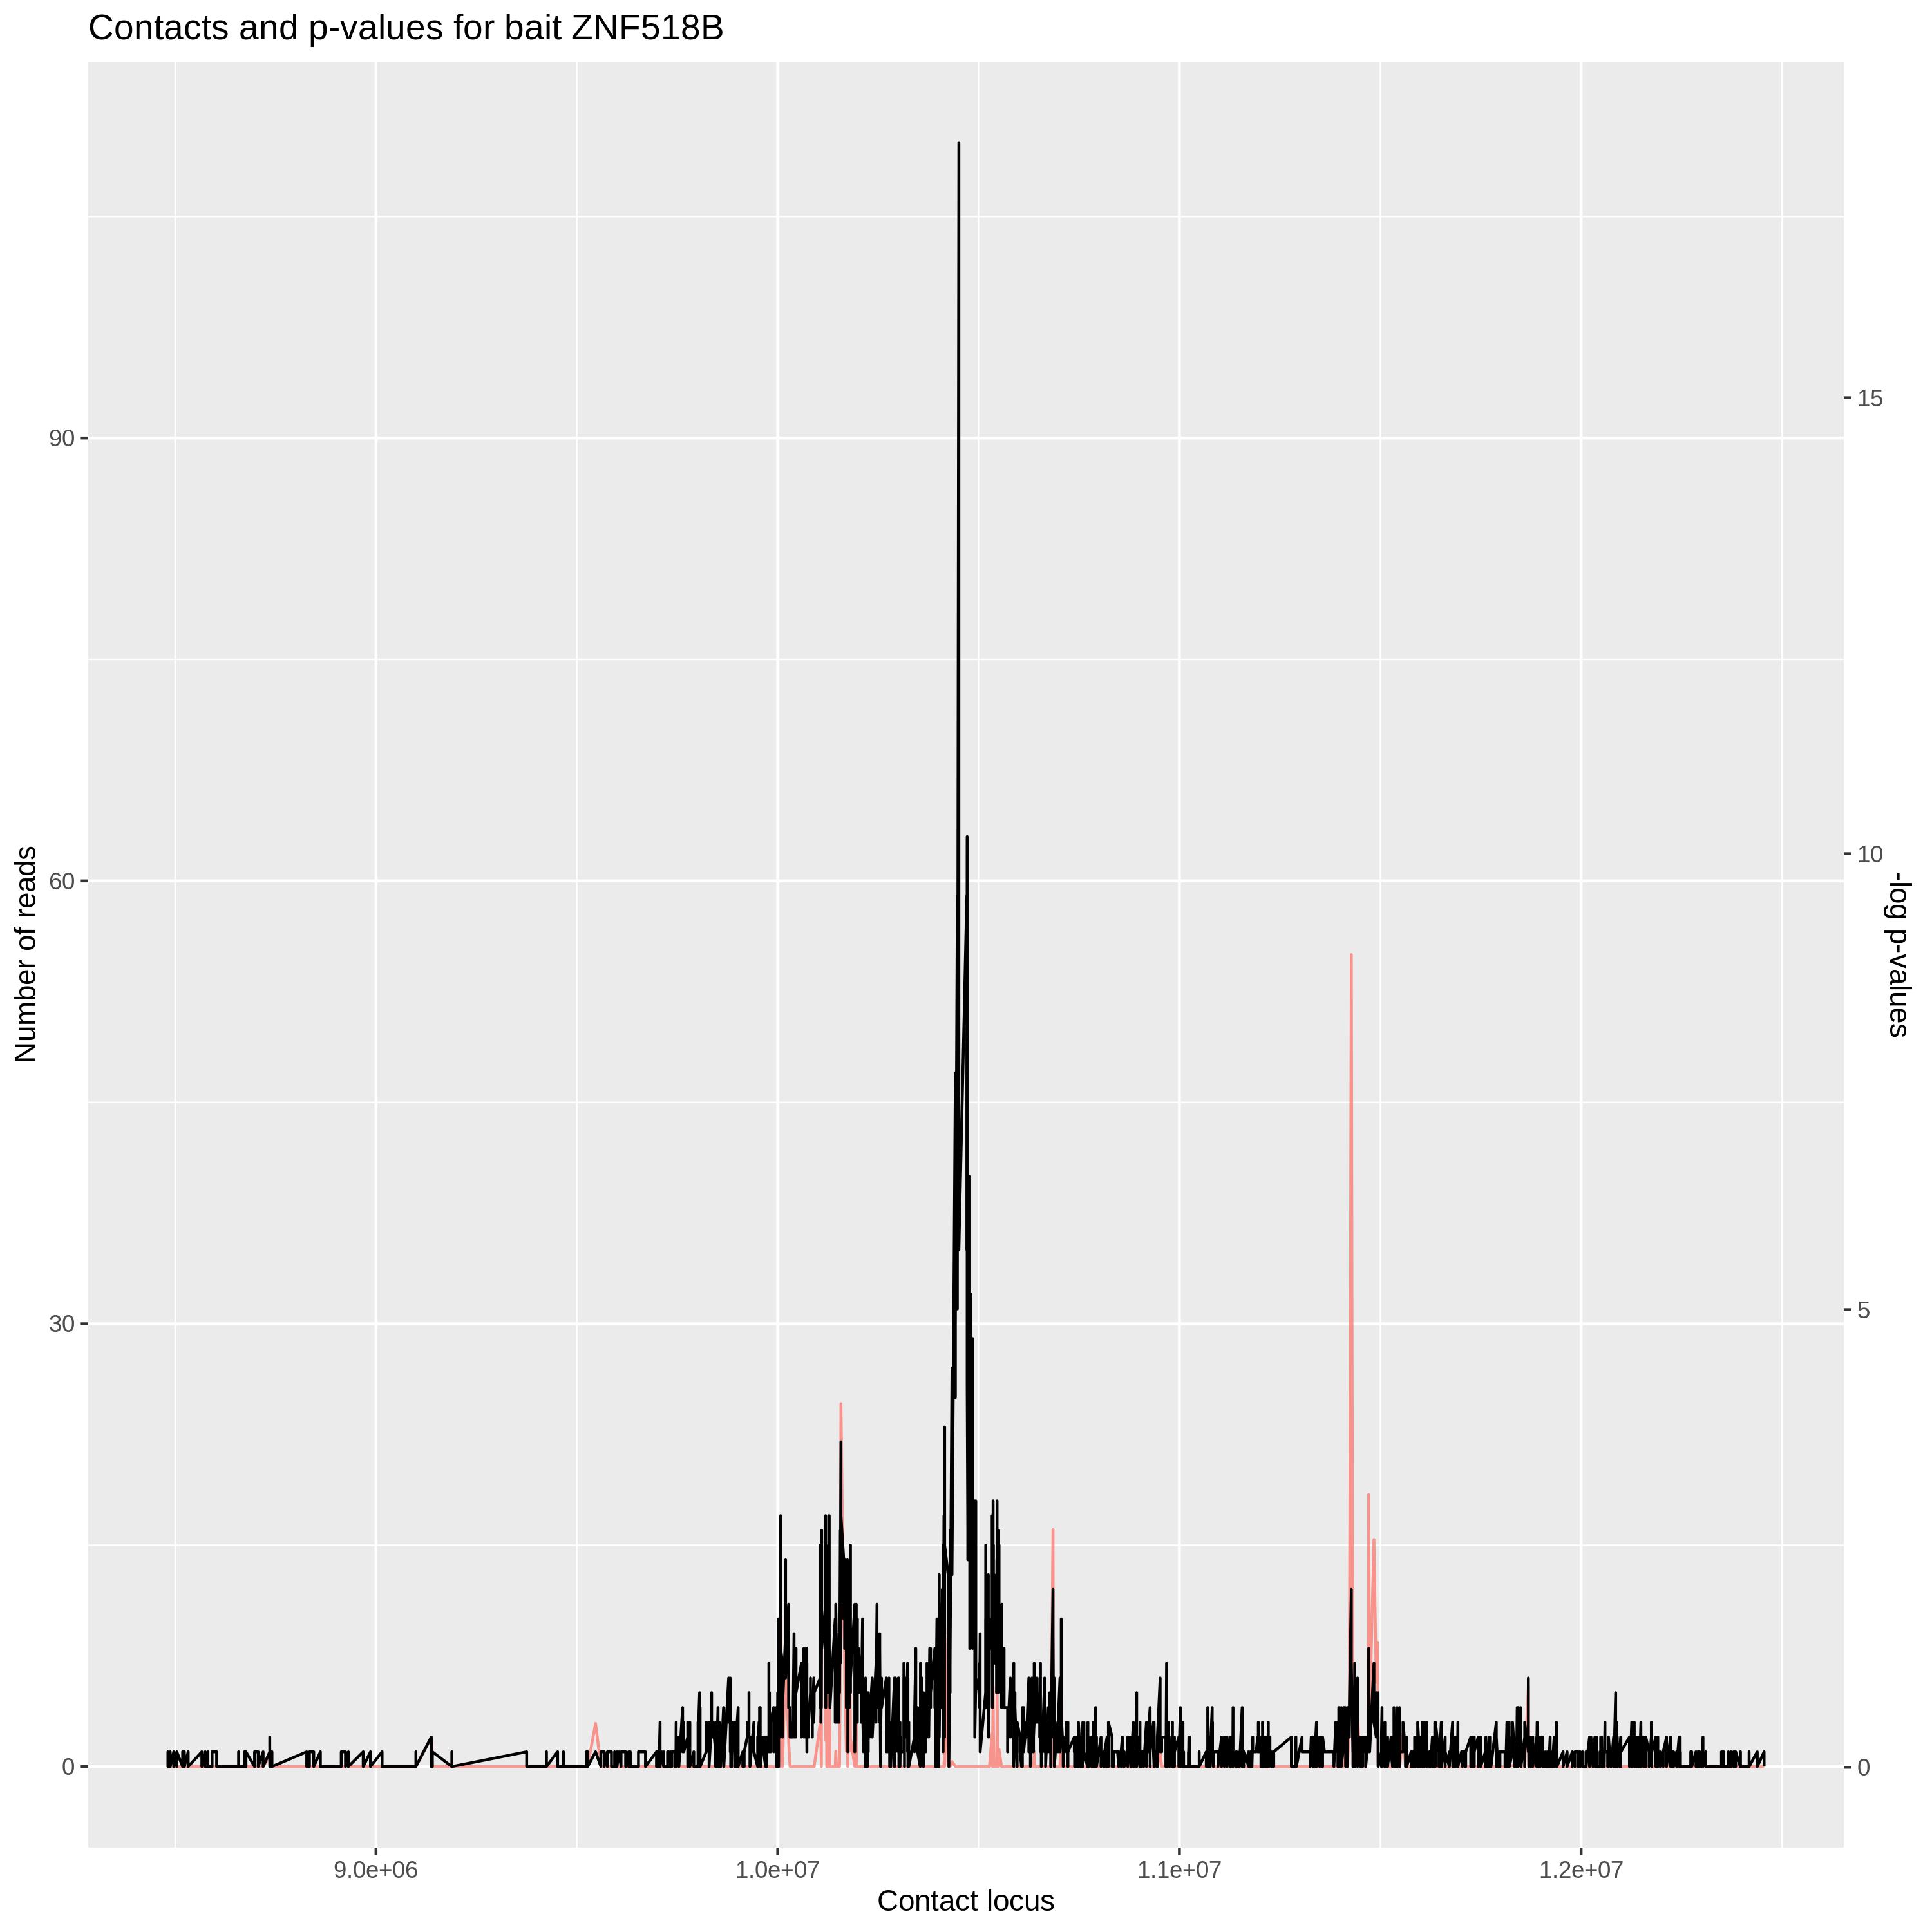 Contacts and p-values for bait ZNF518B
Number of reads
90
60
30
0
15
10
5
0
-log p-values
9.0e+06 1.0e+07 1.1e+07 1.2e+07
Contact locus